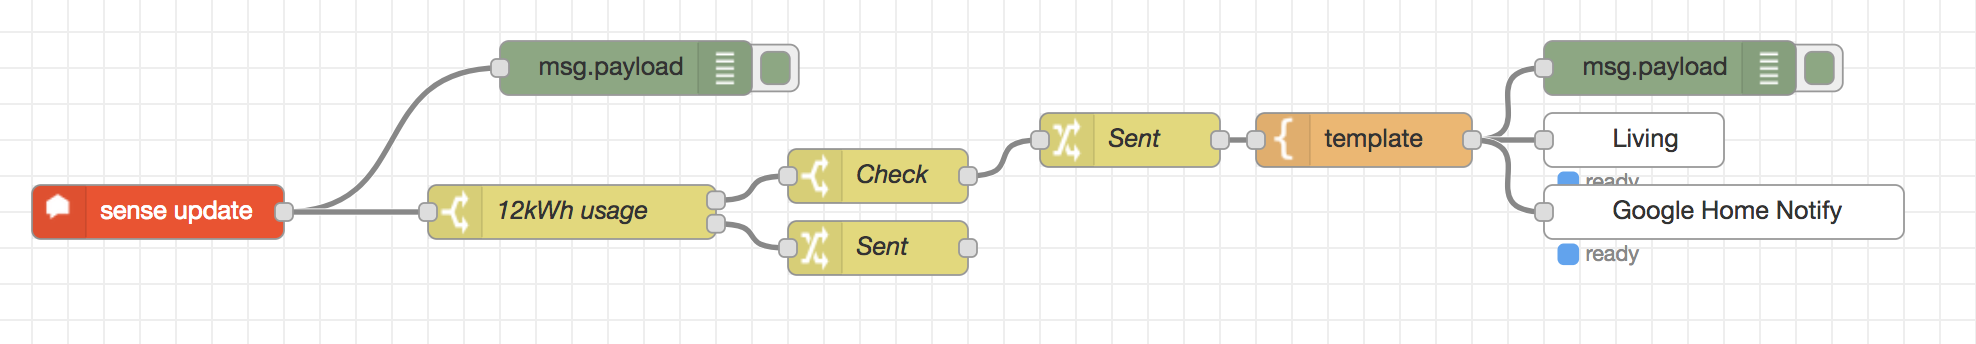 msg.payload
msg.payload
Sent
template
Living
Check
ready
sense update
12kWh usage
Google Home Notify
Sent
ready